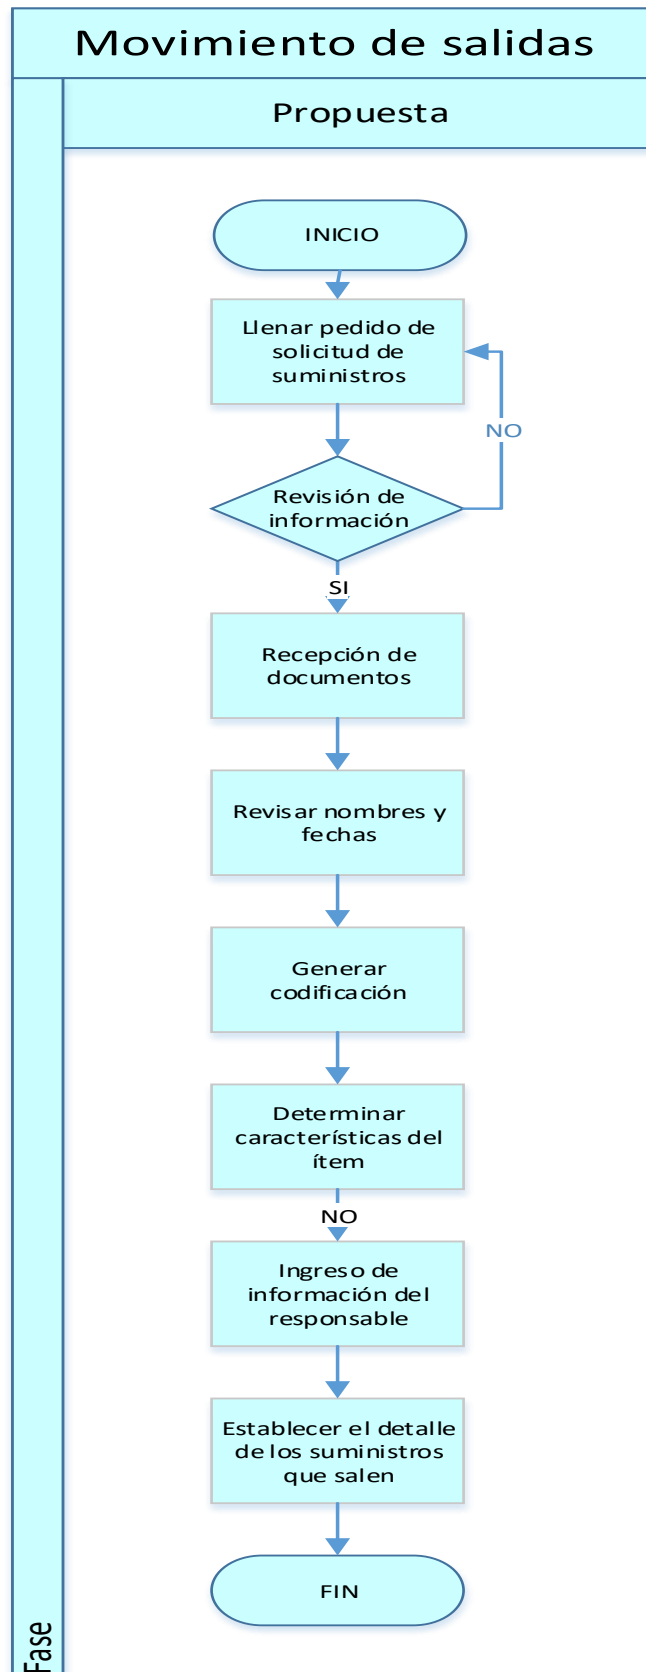 Movimiento de salidas
Propuesta
INICIO
Llenar pedido de
solicitud de
suministros
NO
Revisión de
información
SI
Recepción de
documentos
Revisar nombres y
fechas
Generar
codificación
Determinar
característícas del
ítem
NO
Ingreso de
información del
responsable
Establecer el detalle
de los suministros
que salen
FIN
Fase